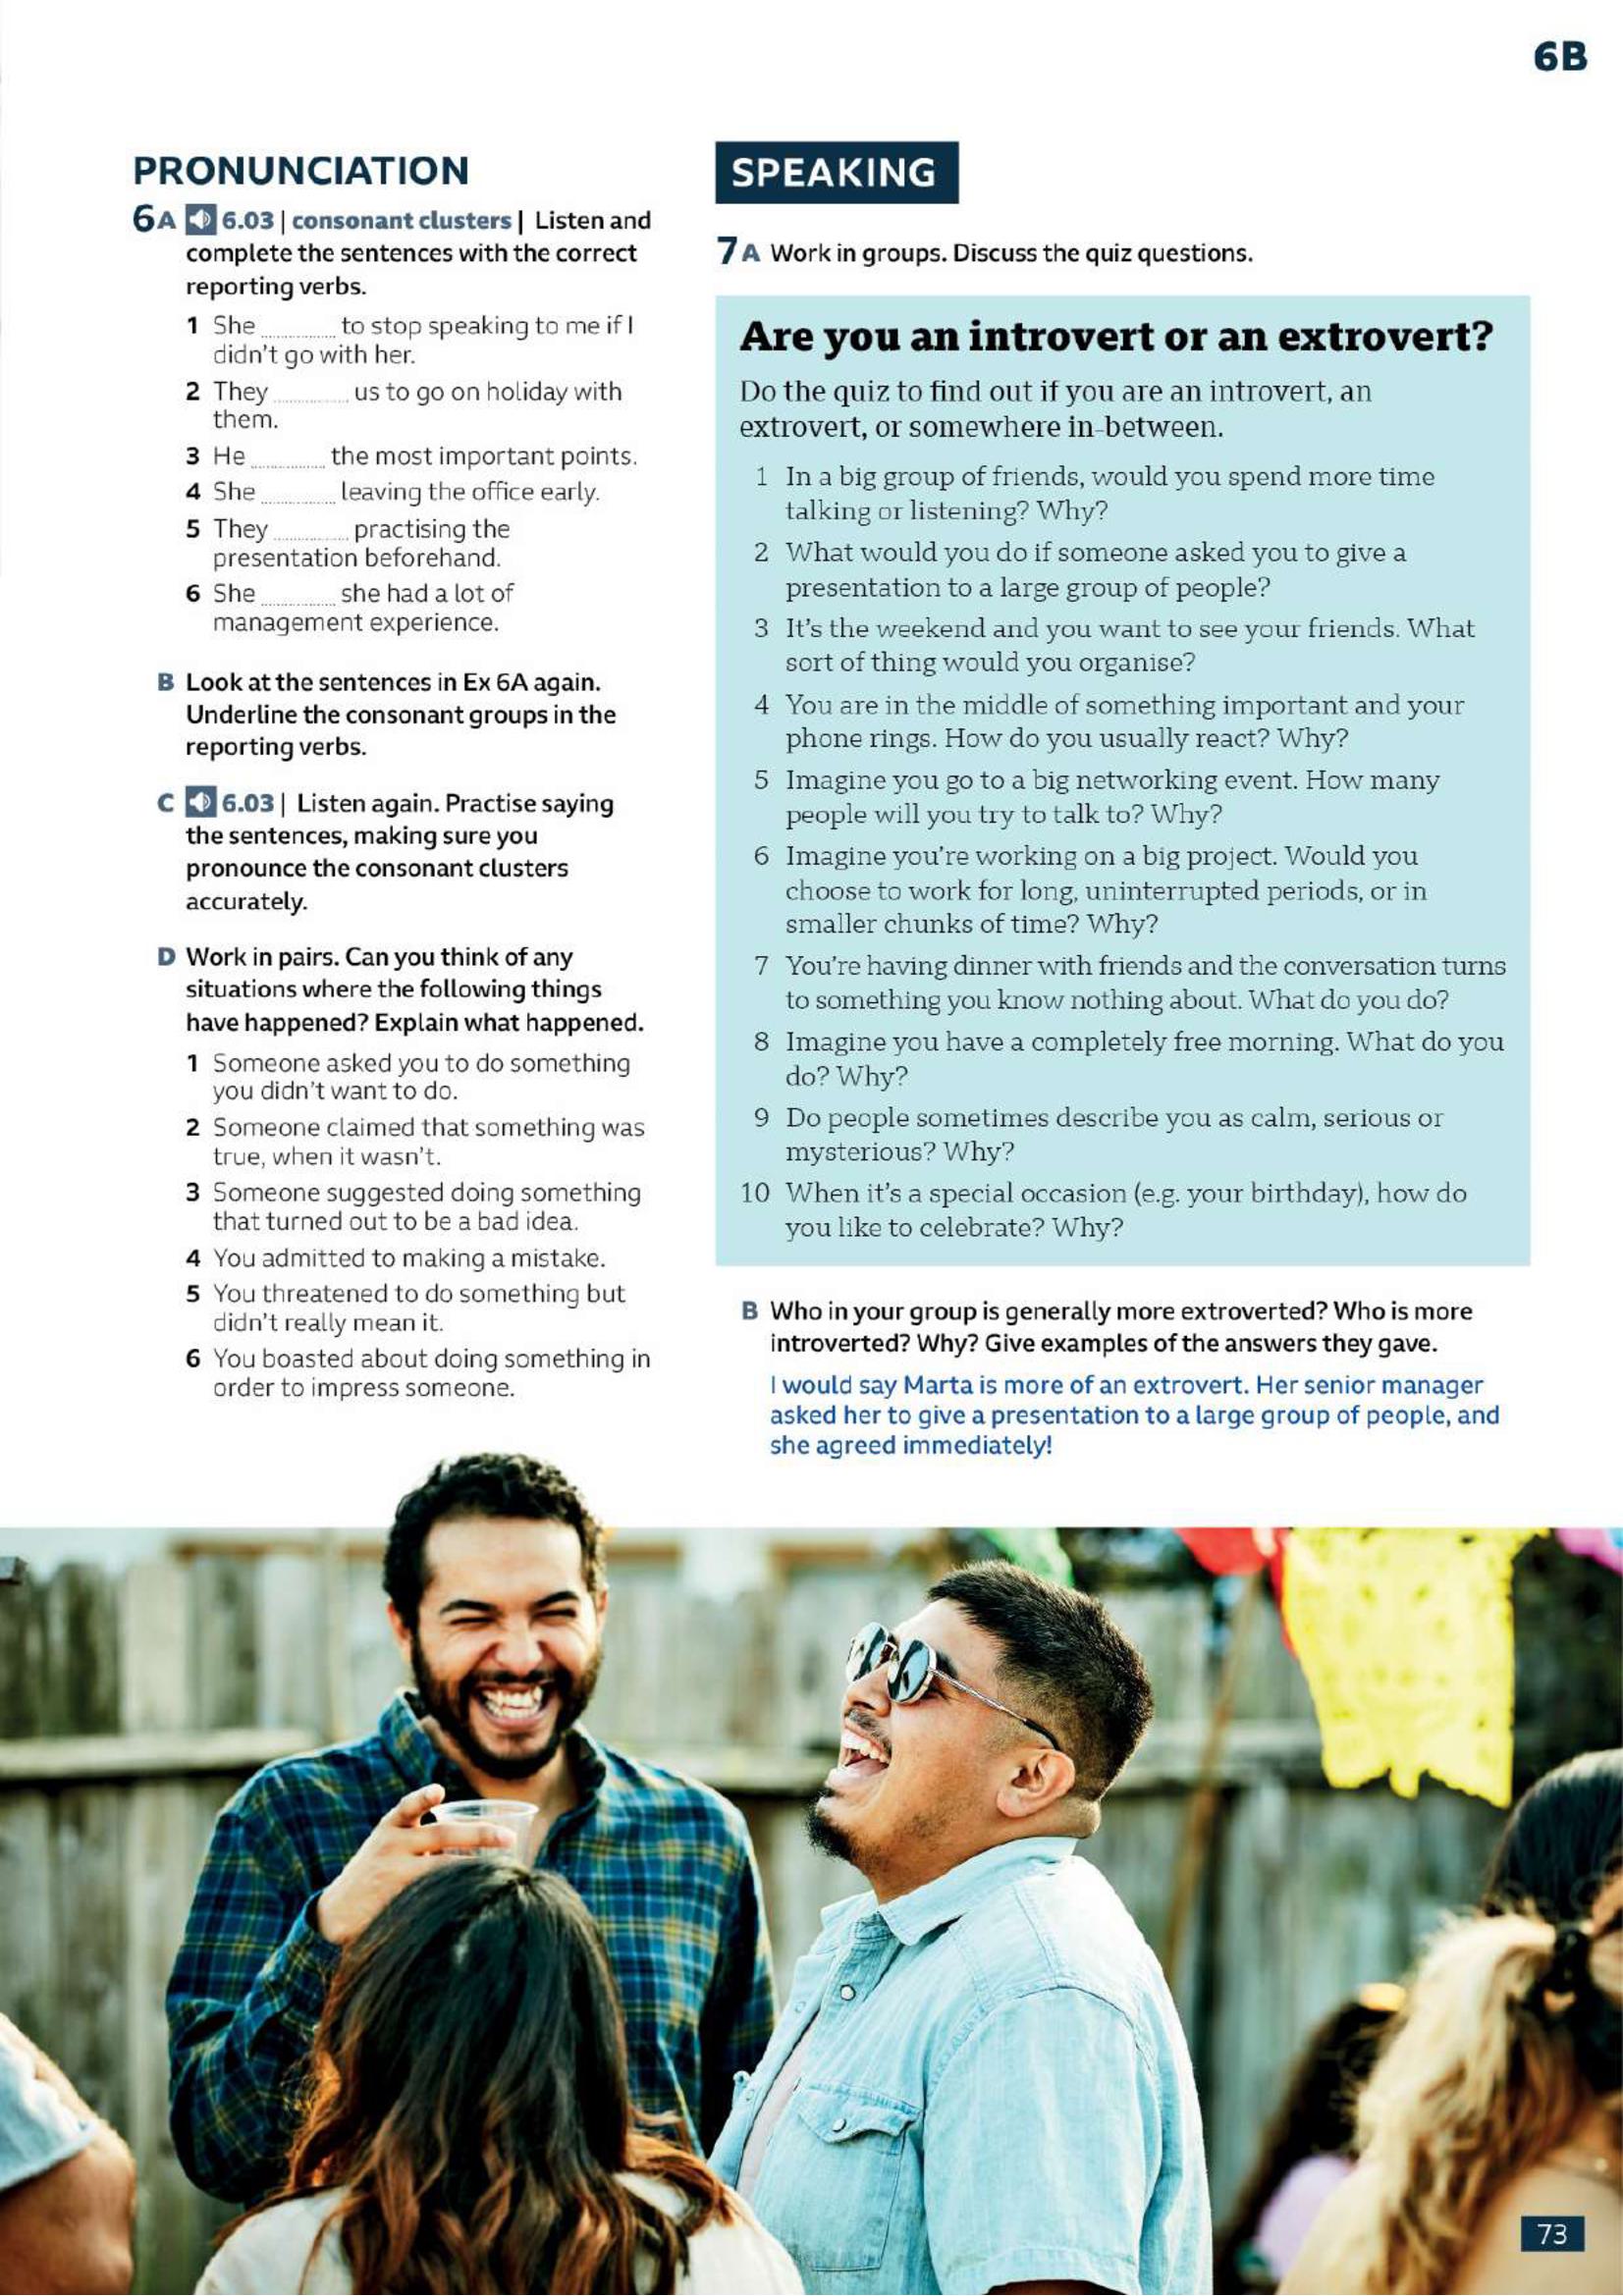 6B
PRONUNCIATION
6A 6.03 | consonant clusters | Listen and
complete the sentences with the correct
reporting verbs.
1 She ............ to stop speaking to me if I
didn't go with her.
2 They ............ us to go on holiday with
them.
3 He ............ the most important points.
4 She ............ leaving the office early.
5 They ............ practising the
presentation beforehand.
6 She ............ she had a lot of
management experience.
B Look at the sentences in Ex 6A again.
Underline the consonant groups in the
reporting verbs.
C 6.03 | Listen again. Practise saying
the sentences, making sure you
pronounce the consonant clusters
accurately.
D Work in pairs. Can you think of any
situations where the following things
have happened? Explain what happened.
1 Someone asked you to do something
you didn't want to do.
2 Someone claimed that something was
true, when it wasn't.
3 Someone suggested doing something
that turned out to be a bad idea.
4 You admitted to making a mistake.
5 You threatened to do something but
didn't really mean it.
6 You boasted about doing something in
order to impress someone.
SPEAKING
7A Work in groups. Discuss the quiz questions.
Are you an introvert or an extrovert?
Do the quiz to find out if you are an introvert, an
extrovert, or somewhere in-between.
1 In a big group of friends, would you spend more time
talking or listening? Why?
2 What would you do if someone asked you to give a
presentation to a large group of people?
3 It's the weekend and you want to see your friends. What
sort of thing would you organise?
4 You are in the middle of something important and your
phone rings. How do you usually react? Why?
5 Imagine you go to a big networking event. How many
people will you try to talk to? Why?
6 Imagine you're working on a big project. Would you
choose to work for long, uninterrupted periods, or in
smaller chunks of time? Why?
7 You're having dinner with friends and the conversation turns
to something you know nothing about. What do you do?
8 Imagine you have a completely free morning. What do you
do? Why?
9 Do people sometimes describe you as calm, serious or
mysterious? Why?
10 When it's a special occasion (e.g. your birthday), how do
you like to celebrate? Why?
B Who in your group is generally more extroverted? Who is more
introverted? Why? Give examples of the answers they gave.
I would say Marta is more of an extrovert. Her senior manager
asked her to give a presentation to a large group of people, and
she agreed immediately!
73